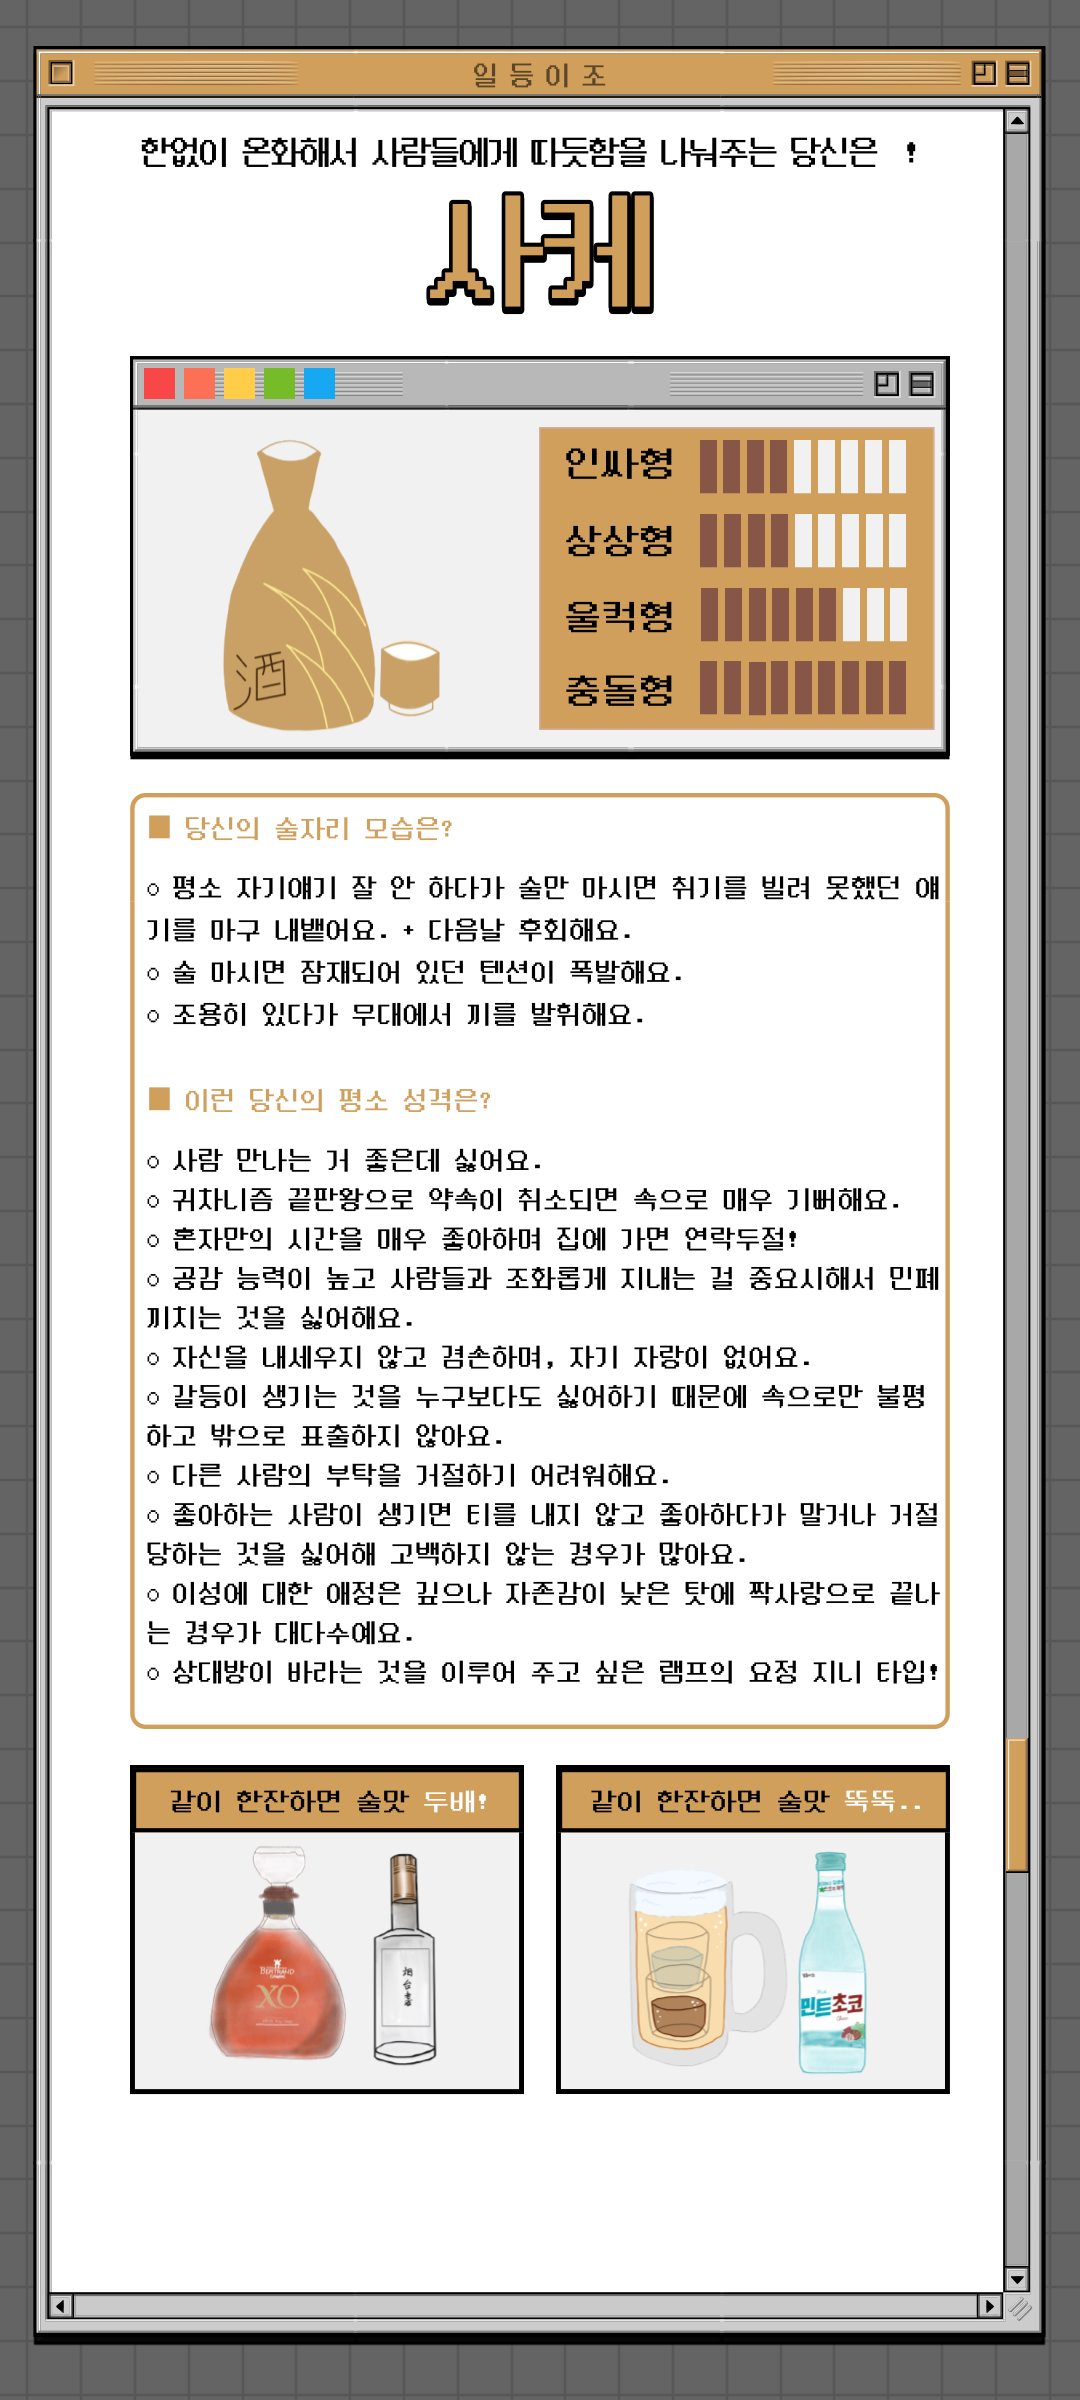 일등이조
한없이 온화해서 사람들에게 따듯함을 나눠주는 당신은 !
사케
인싸형
상상형
울컥형
충돌형
酒
■ 당신의 술자리 모습은?
○ 평소 자기얘기 잘 안 하다가 술만 마시면 취기를 빌려 못했던 얘
기를 마구 내뱉어요. + 다음날 후회해요.
○ 술 마시면 잠재되어 있던 텐션이 폭발해요.
○ 조용히 있다가 무대에서 끼를 발휘해요.
■ 이런 당신의 평소 성격은?
○ 사람 만나는 거 좋은데 싫어요.
○ 귀차니즘 끝판왕으로 약속이 취소되면 속으로 매우 기뻐해요.
○ 혼자만의 시간을 매우 좋아하며 집에 가면 연락두절!
○ 공감 능력이 높고 사람들과 조화롭게 지내는 걸 중요시해서 민폐
끼치는 것을 싫어해요.
○ 자신을 내세우지 않고 겸손하며, 자기 자랑이 없어요.
○ 갈등이 생기는 것을 누구보다도 싫어하기 때문에 속으로만 불평
하고 밖으로 표출하지 않아요.
○ 다른 사람의 부탁을 거절하기 어려워해요.
○ 좋아하는 사람이 생기면 티를 내지 않고 좋아하다가 말거나 거절
당하는 것을 싫어해 고백하지 않는 경우가 많아요.
○ 이성에 대한 애정은 깊으나 자존감이 낮은 탓에 짝사랑으로 끝나
는 경우가 대다수예요.
○ 상대방이 바라는 것을 이루어 주고 싶은 램프의 요정 지니 타입!
같이 한잔하면 술맛 두배!
같이 한잔하면 술맛 뚝뚝..
BERTRAND
XO
민트초코